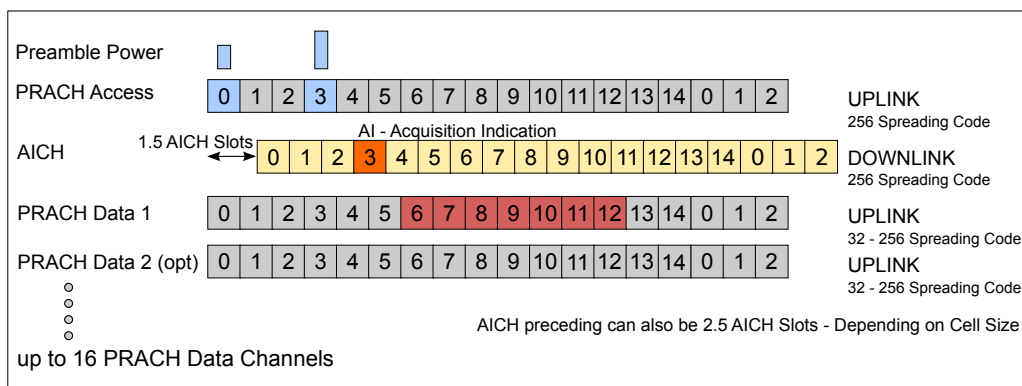 Preamble Power
PRACH Access
0 1 2 3 4 5 6 7 8 9 10 11 12 13 14 0 1 2
UPLINK
256 Spreading Code
1.5 AICH Slots
AI - Acquisition Indication
AICH
0 1 2 3 4 5 6 7 8 9 10 11 12 13 14 0 1 2
DOWNLINK
256 Spreading Code
PRACH Data 1
0 1 2 3 4 5 6 7 8 9 10 11 12 13 14 0 1 2
UPLINK
32 - 256 Spreading Code
PRACH Data 2 (opt)
0 1 2 3 4 5 6 7 8 9 10 11 12 13 14 0 1 2
UPLINK
32 - 256 Spreading Code
AICH preceding can also be 2.5 AICH Slots - Depending on Cell Size
up to 16 PRACH Data Channels